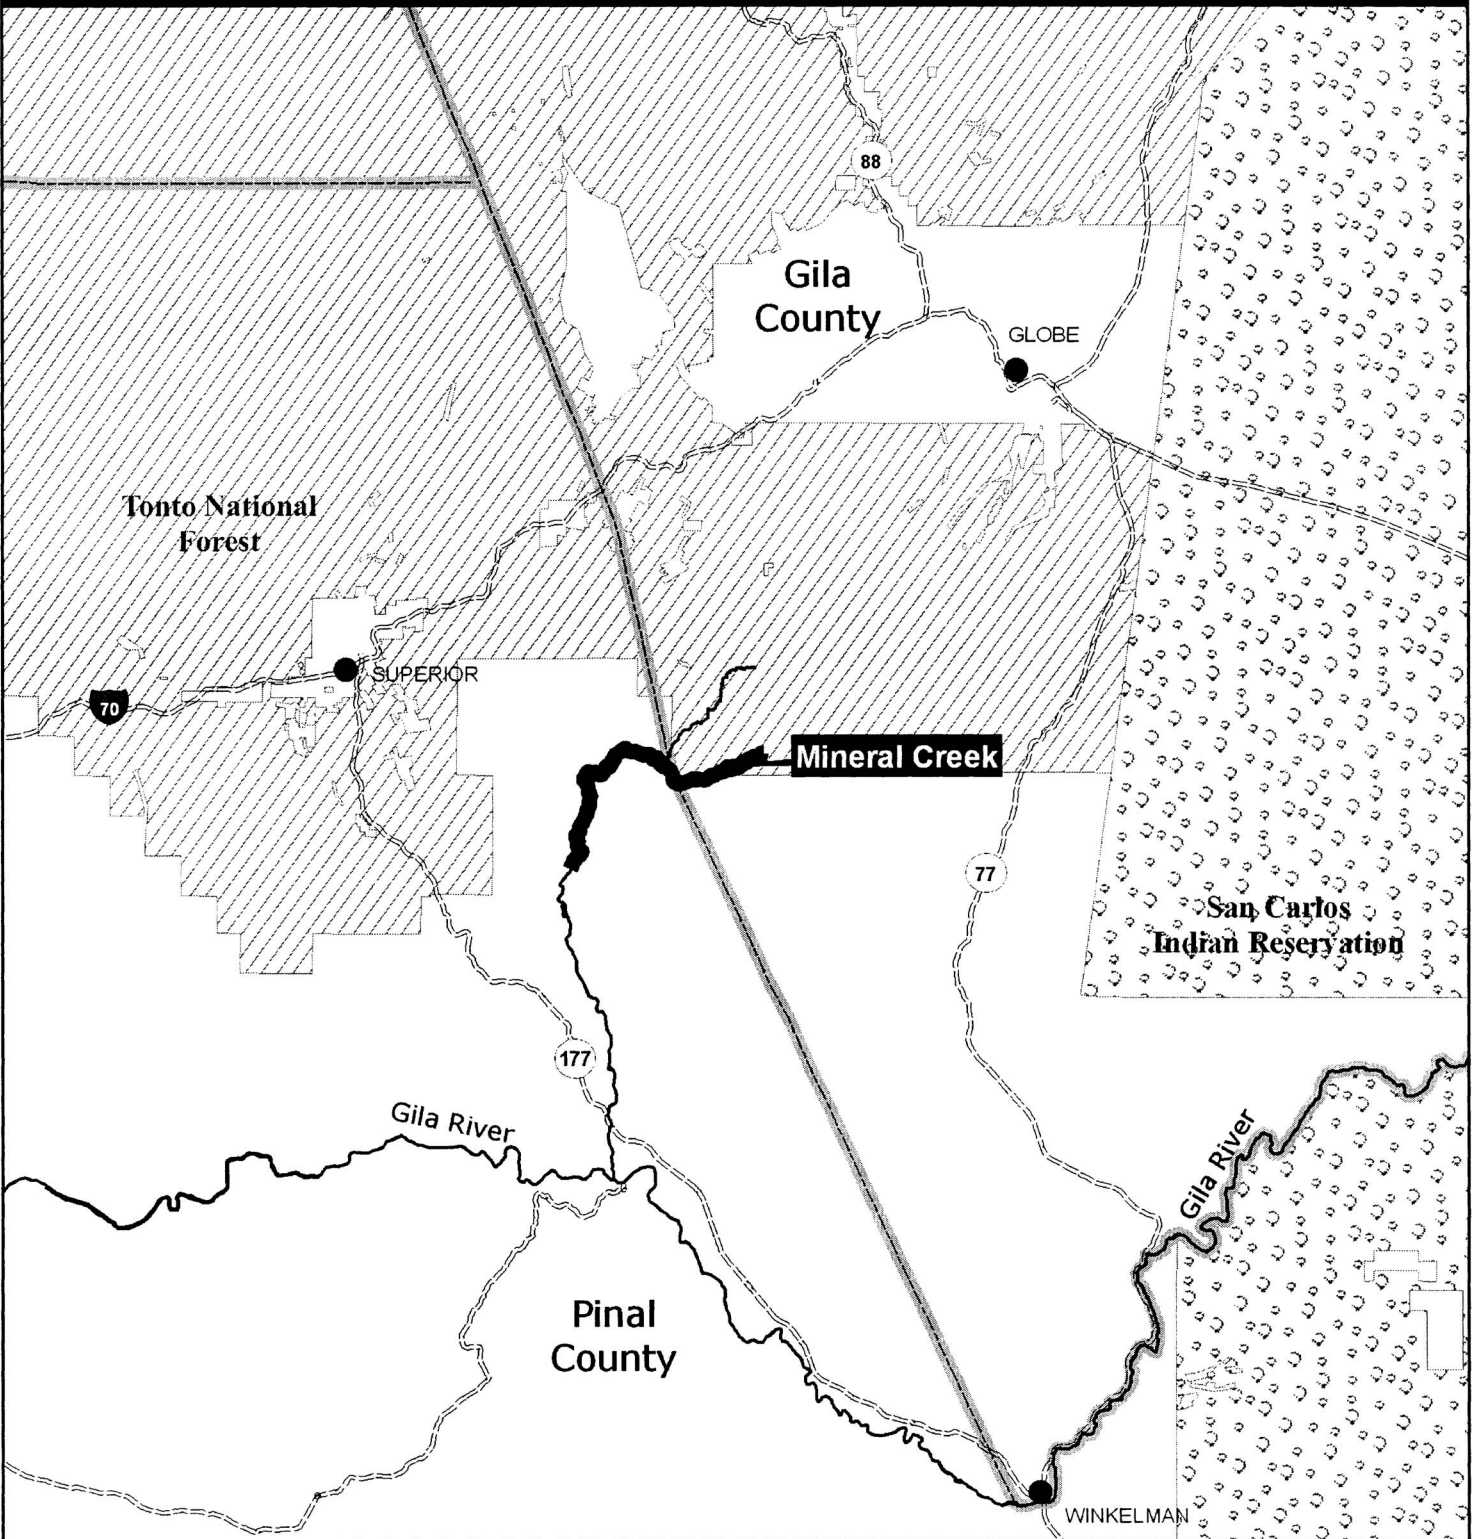 88
Gila
County
GLOBE
Tonto National
Forest
SUPERIOR
70
Mineral Creek
77
San Carlos
Indian Reservation
177
Gila River
Gila River
Pinal
County
WINKELMAN